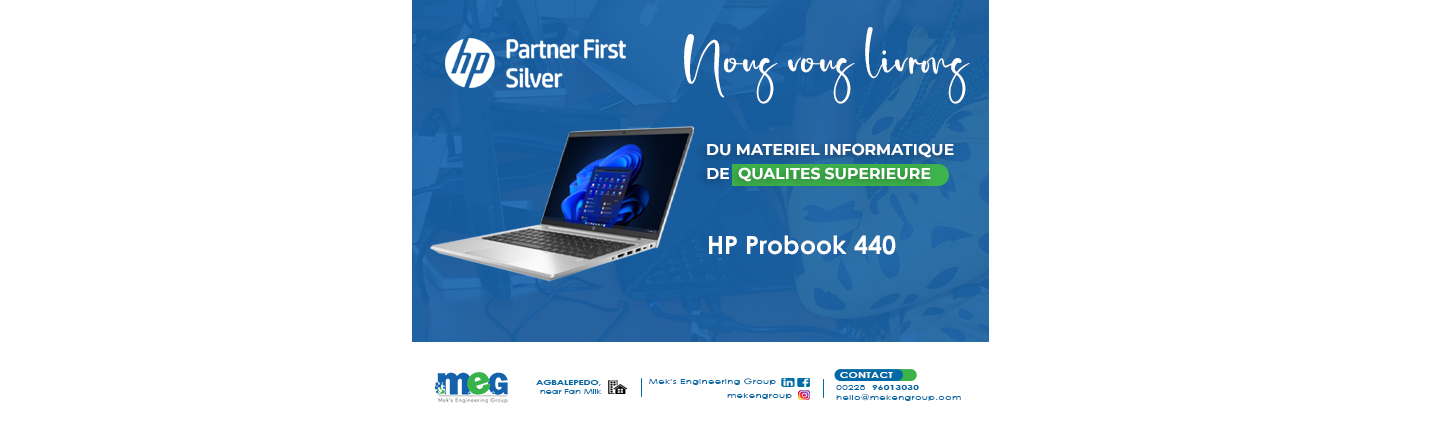 hp
Partner First
Silver
Nous vous livrons
DU MATERIEL INFORMATIQUE
DE QUALITES SUPERIEURE
HP Probook 440
meG
Mek's Engineering Group
AGBALEPEDO,
near Fan Milk
Mek's Engineering Group
mekengroup
CONTACT
00228 96013030
hello@mekengroup.com